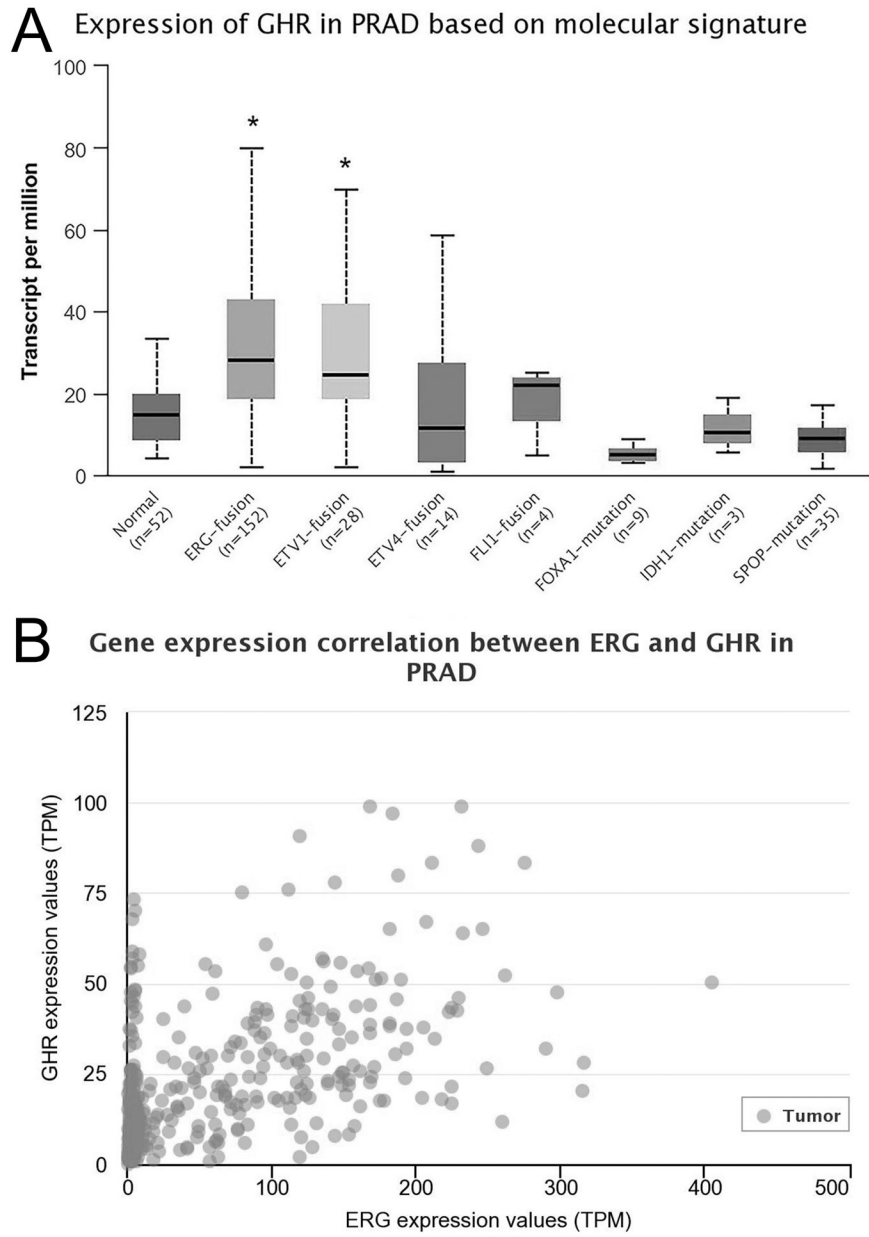 A
Expression of GHR in PRAD based on molecular signature
100
80
60
40
20
0
Transcript per million
*
*
Normal
(n=52)
ERG-fusion
(n=152)
ETV1-fusion
(n=28)
ETV4-fusion
(n=14)
FLI1-fusion
(n=4)
FOXA1-mutation
(n=9)
IDH1-mutation
(n=3)
SPOP-mutation
(n=35)
B
Gene expression correlation between ERG and GHR in
PRAD
125
100
75
50
25
0
GHR expression values (TPM)
Tumor
0 100 200 300 400 500
ERG expression values (TPM)